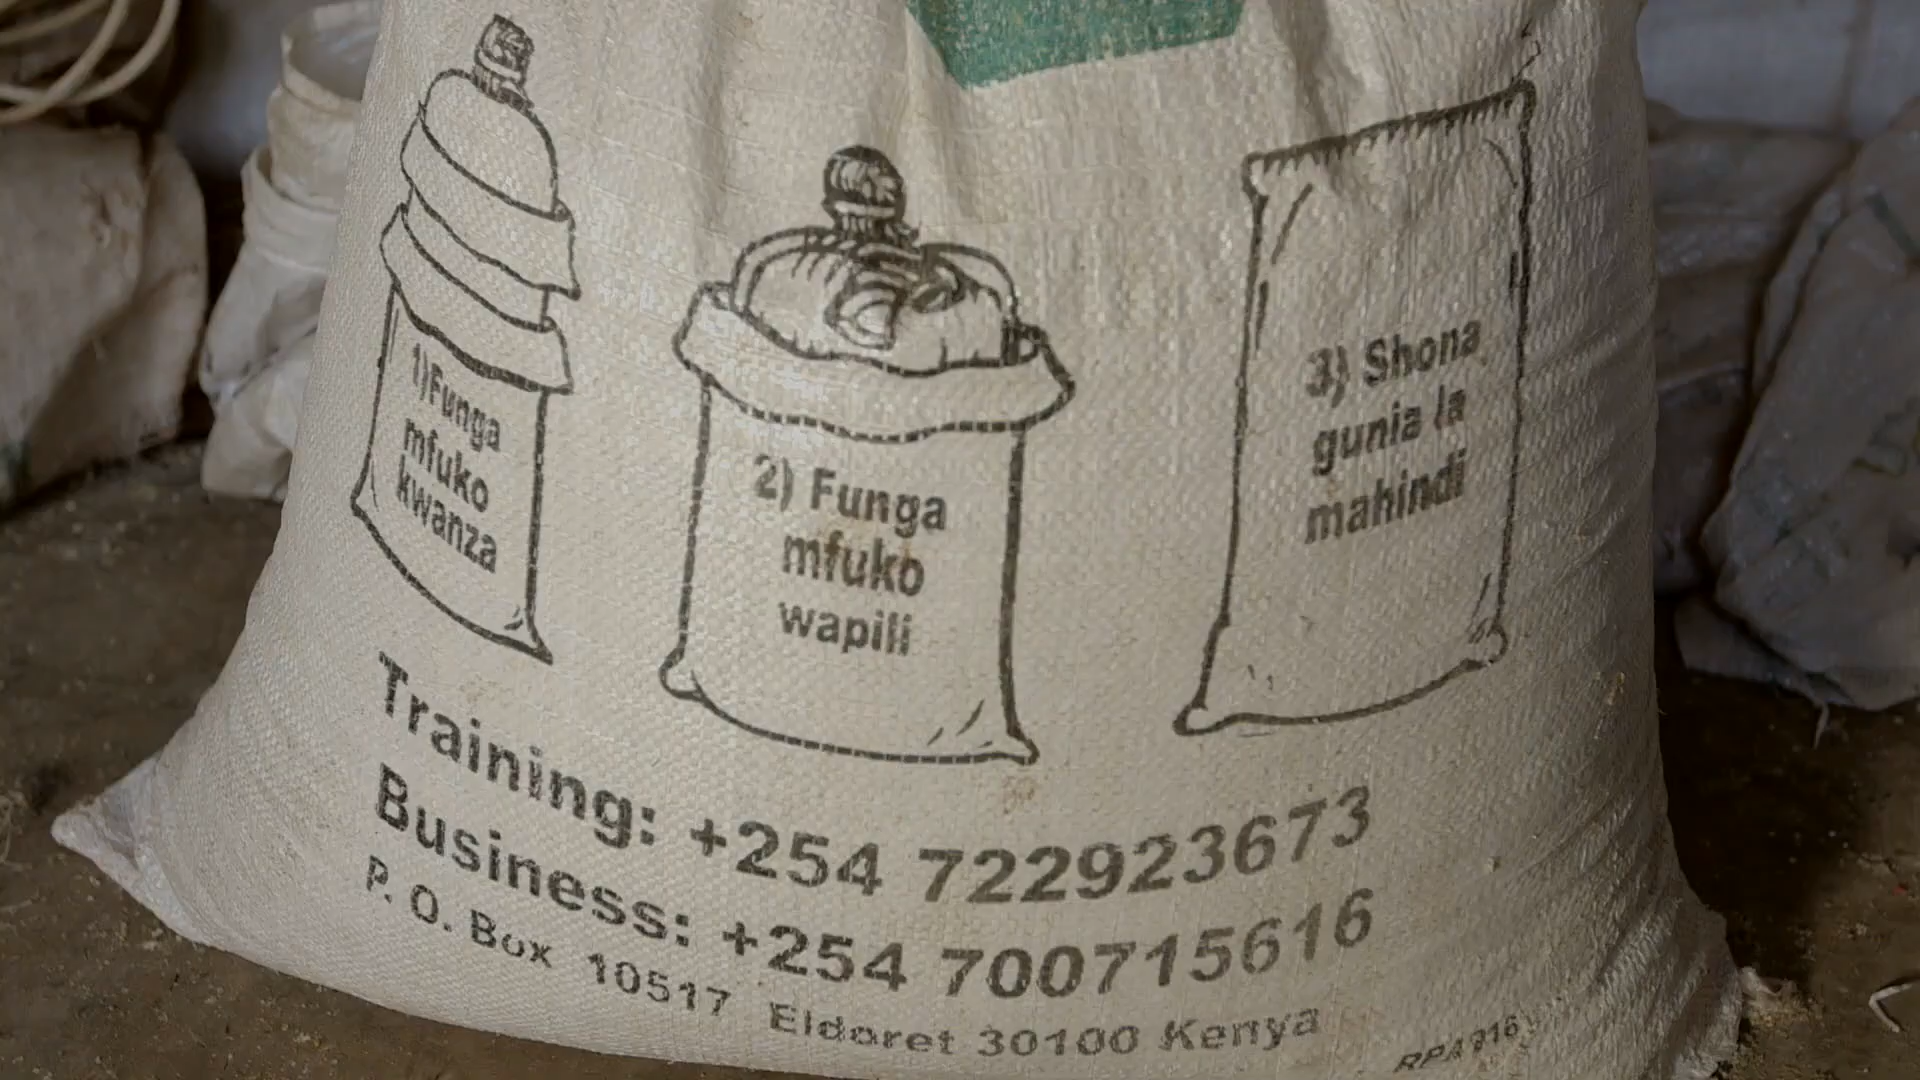 1) Funga
mfuko
kwanza
2) Funga
mfuko
wapili
3) Shona
gunia la
mahindi
Training: +254 722923673
Business: +254 700715616
P. O. Box 10517 Eldoret 30100 Kenya